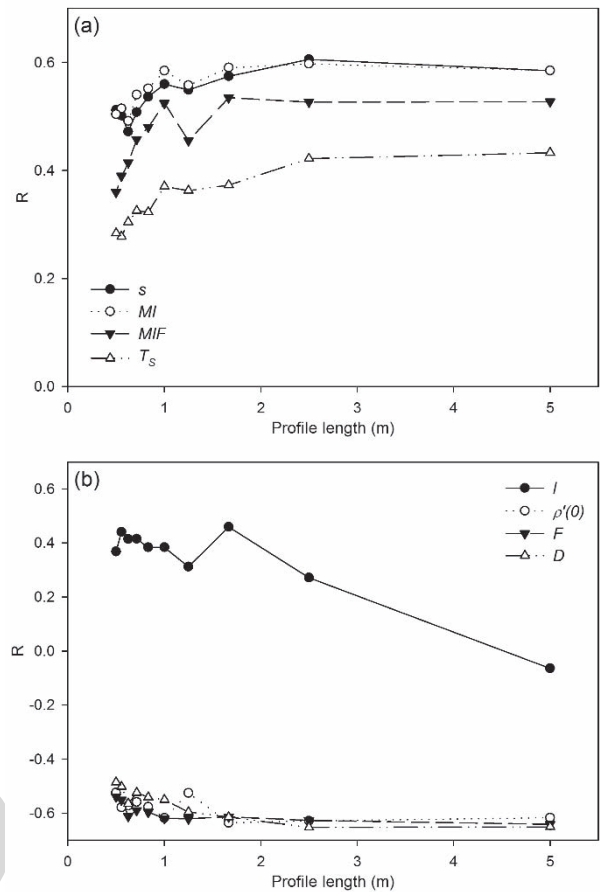 (a)
0.6
0.4
0.2
0.0
R
s
MI
MIF
T_S
0 1 2 3 4 5
Profile length (m)
(b)
0.6
0.4
0.2
0.0
-0.2
-0.4
-0.6
R
l
ρ'(0)
F
D
0 1 2 3 4 5
Profile length (m)